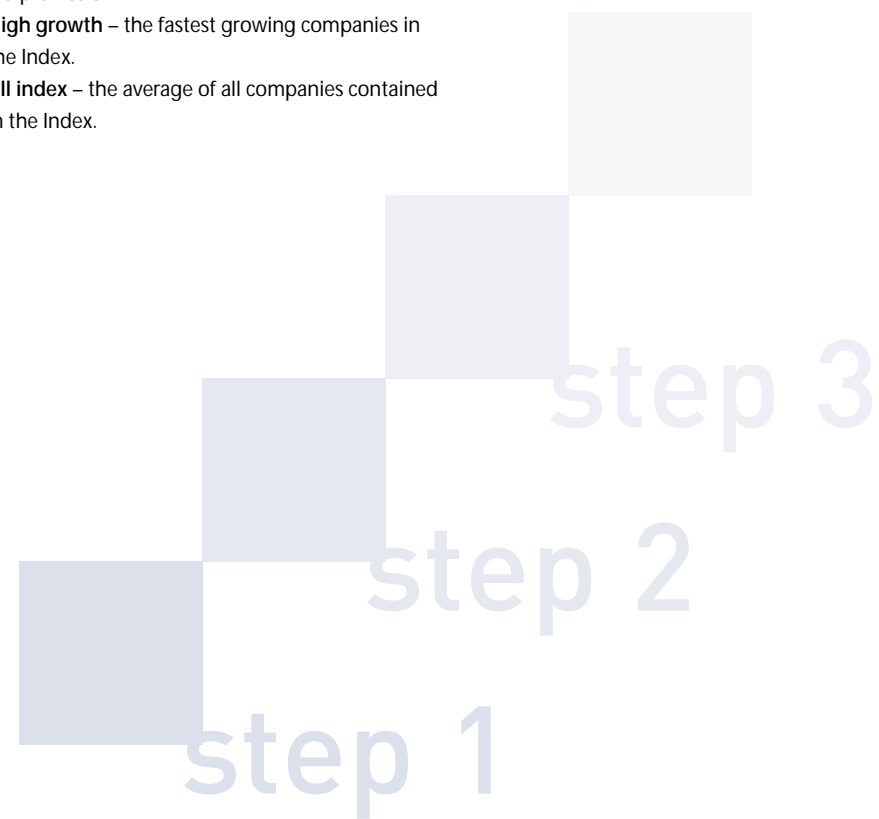 igh growth – the fastest growing companies in
he Index.
ll index – the average of all companies contained
n the Index.
step 3
step 2
step 1